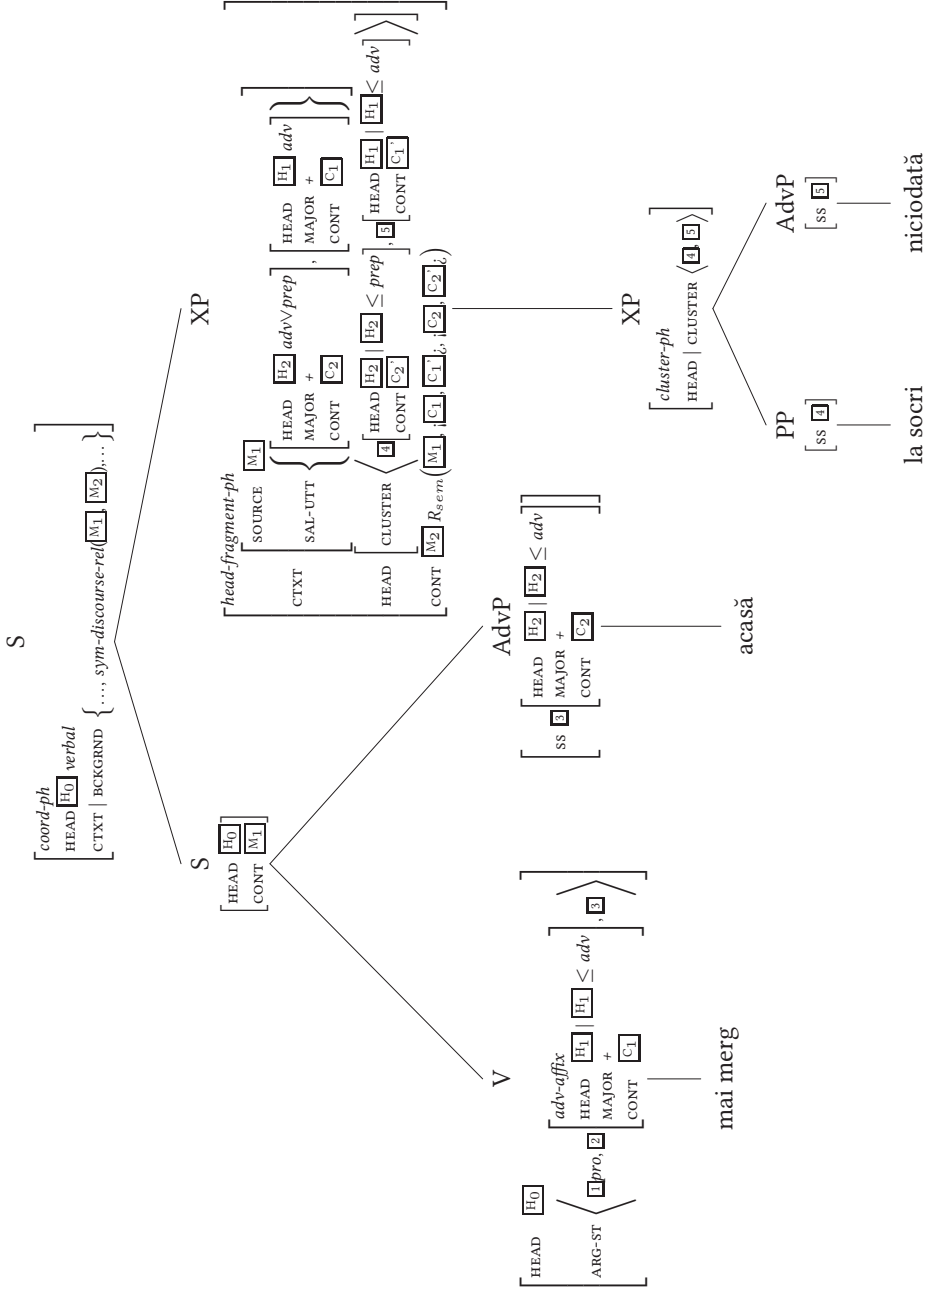 S
coord-ph
HEAD H0 verbal
CTXT | BCKGRND {…, sym-discourse-rel(M1, M2),…}
S
HEAD H0
CONT M1
XP
head-fragment-ph
CTXT
SOURCE M1
SAL-UTT
HEAD H2 adv∨prep
MAJOR +
CONT C2
,
HEAD H1 adv
MAJOR +
CONT C1
HEAD
CLUSTER
4
HEAD H2 | H2 ≤ prep
CONT C2'
, 5
HEAD H1 | H1 ≤ adv
CONT C1'
CONT M2 Rsem (M1, ¡C1, C1'¿, ¡C2, C2'¿)
V
HEAD H0
ARG-ST ⟨1pro, 2
adv-affix
HEAD H1 | H1 ≤ adv
MAJOR +
CONT C1
, 3⟩
mai merg
AdvP
SS 3
HEAD H2 | H2 ≤ adv
MAJOR +
CONT C2
acasă
XP
cluster-ph
HEAD | CLUSTER ⟨4, 5⟩
PP
[SS 4]
la socri
AdvP
[SS 5]
niciodată